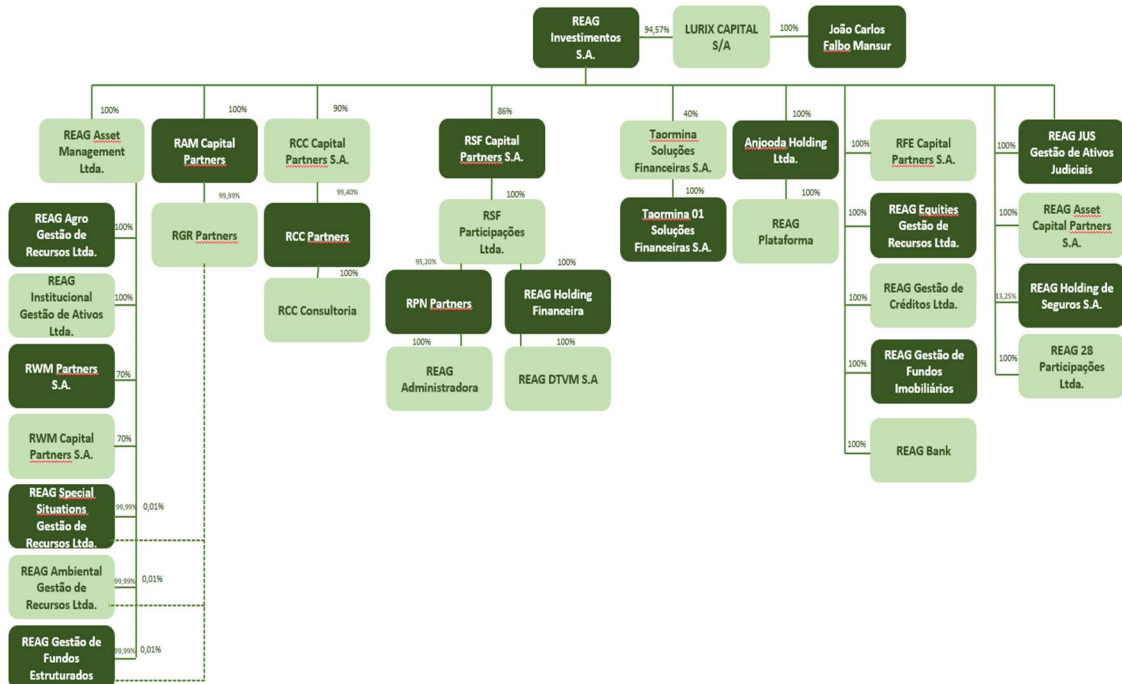 REAG
Investimentos
S.A.
94,57%
LURIX CAPITAL
S/A
100%
João Carlos
Falbo Mansur
100%
REAG Asset
Management
Ltda.
100%
RAM Capital
Partners
90%
RCC Capital
Partners S.A.
86%
RSF Capital
Partners S.A.
40%
Taormina
Soluções
Financeiras S.A.
100%
Anjooda Holding
Ltda.
100%
RFE Capital
Partners S.A.
100%
REAG JUS
Gestão de Ativos
Judiciais
100%
REAG Agro
Gestão de
Recursos Ltda.
99,99%
RGR Partners
99,40%
RCC Partners
100%
RSF
Participações
Ltda.
100%
Taormina 01
Soluções
Financeiras S.A.
100%
REAG
Plataforma
100%
REAG Equities
Gestão de
Recursos Ltda.
100%
REAG Asset
Capital Partners
S.A.
100%
REAG
Institucional
Gestão de Ativos
Ltda.
100%
RCC Consultoria
95,20%
RPN Partners
100%
REAG Holding
Financeira
100%
REAG Gestão de
Créditos Ltda.
13,25%
REAG Holding de
Seguros S.A.
70%
RWM Partners
S.A.
100%
REAG
Administradora
100%
REAG DTVM S.A
100%
REAG Gestão de
Fundos
Imobiliários
100%
REAG 28
Participações
Ltda.
70%
RWM Capital
Partners S.A.
100%
REAG Bank
REAG Special
Situations
Gestão de
Recursos Ltda.
99,99%
0,01%
REAG Ambiental
Gestão de
Recursos Ltda.
99,99%
0,01%
REAG Gestão de
Fundos
Estruturados
99,99%
0,01%